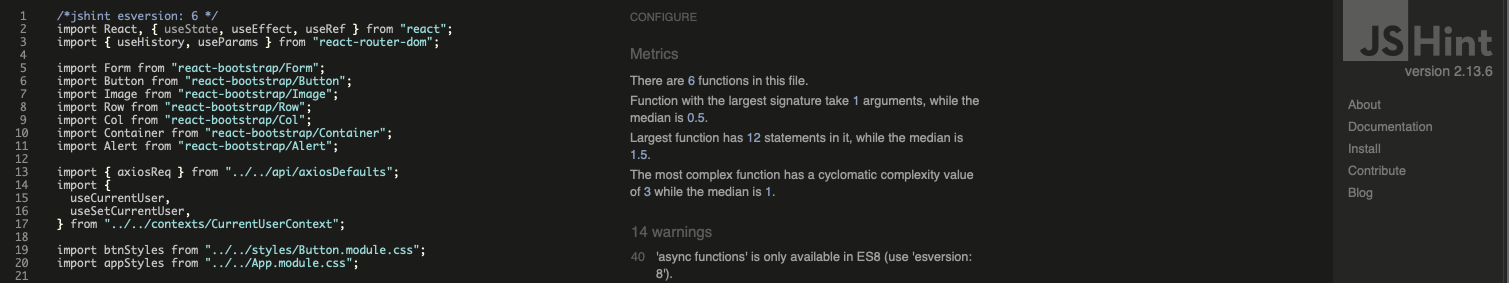 1 /*jshint esversion: 6 */
2 import React, { useState, useEffect, useRef } from "react";
3 import { useHistory, useParams } from "react-router-dom";
4
5 import Form from "react-bootstrap/Form";
6 import Button from "react-bootstrap/Button";
7 import Image from "react-bootstrap/Image";
8 import Row from "react-bootstrap/Row";
9 import Col from "react-bootstrap/Col";
10 import Container from "react-bootstrap/Container";
11 import Alert from "react-bootstrap/Alert";
12
13 import { axiosReq } from "../../api/axiosDefaults";
14 import {
15 useCurrentUser,
16 useSetCurrentUser,
17 } from "../../contexts/CurrentUserContext";
18
19 import btnStyles from "../../styles/Button.module.css";
20 import appStyles from "../../App.module.css";
21
CONFIGURE
Metrics
There are 6 functions in this file.
Function with the largest signature take 1 arguments, while the
median is 0.5.
Largest function has 12 statements in it, while the median is
1.5.
The most complex function has a cyclomatic complexity value
of 3 while the median is 1.
14 warnings
40 'async functions' is only available in ES8 (use 'esversion:
8').
JSHint
version 2.13.6
About
Documentation
Install
Contribute
Blog